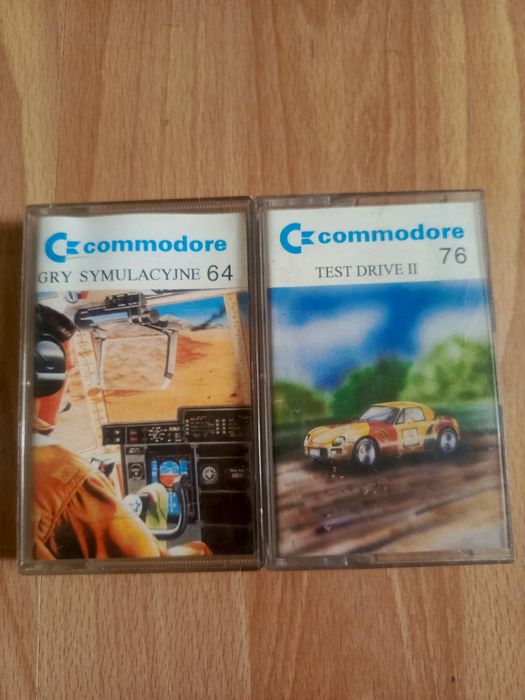 commodore
GRY SYMULACYJNE 64
commodore
76
TEST DRIVE II